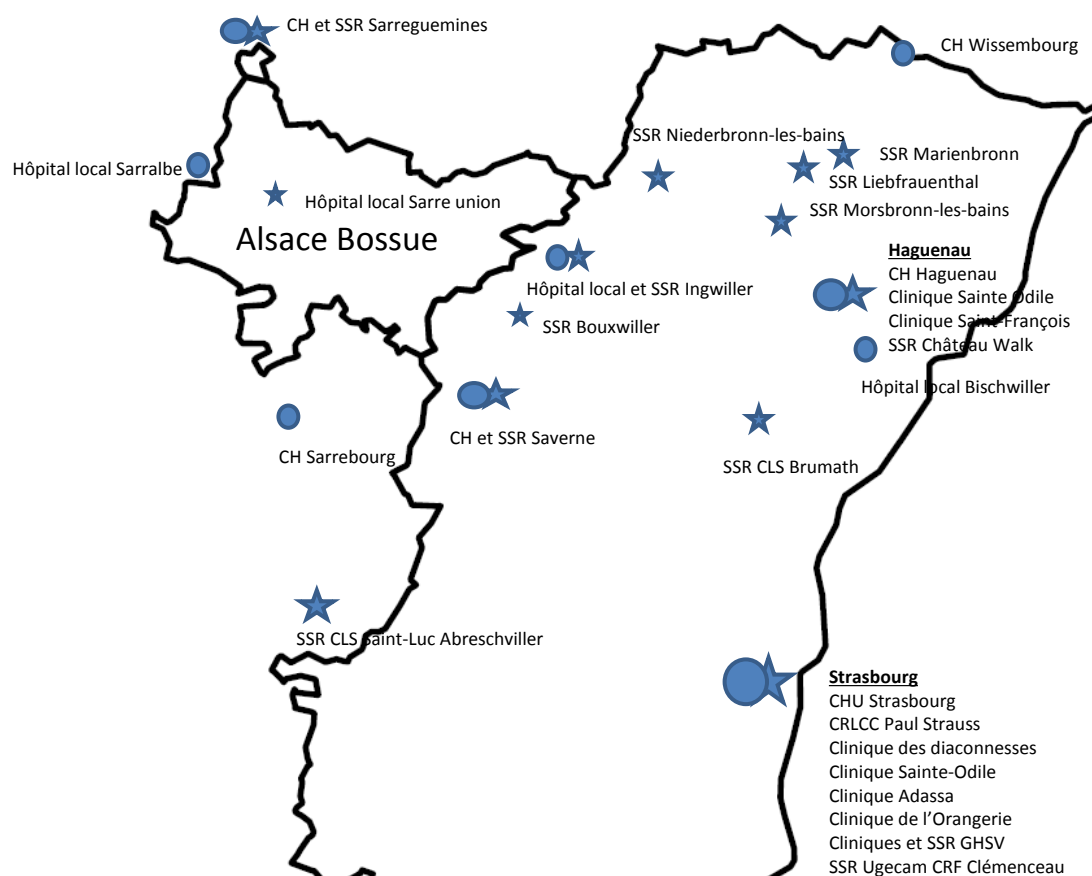 CH et SSR Sarreguemines
CH Wissembourg
SSR Niederbronn-les-bains
SSR Marienbronn
Hôpital local Sarralbe
SSR Liebfrauenthal
Hôpital local Sarre union
SSR Morsbronn-les-bains
Alsace Bossue
Haguenau
CH Haguenau
Clinique Sainte Odile
Clinique Saint-François
SSR Château Walk
Hôpital local et SSR Ingwiller
SSR Bouxwiller
Hôpital local Bischwiller
CH et SSR Saverne
CH Sarrebourg
SSR CLS Brumath
SSR CLS Saint-Luc Abreschviller
Strasbourg
CHU Strasbourg
CRLCC Paul Strauss
Clinique des diaconnesses
Clinique Sainte-Odile
Clinique Adassa
Clinique de l’Orangerie
Cliniques et SSR GHSV
SSR Ugecam CRF Clémenceau